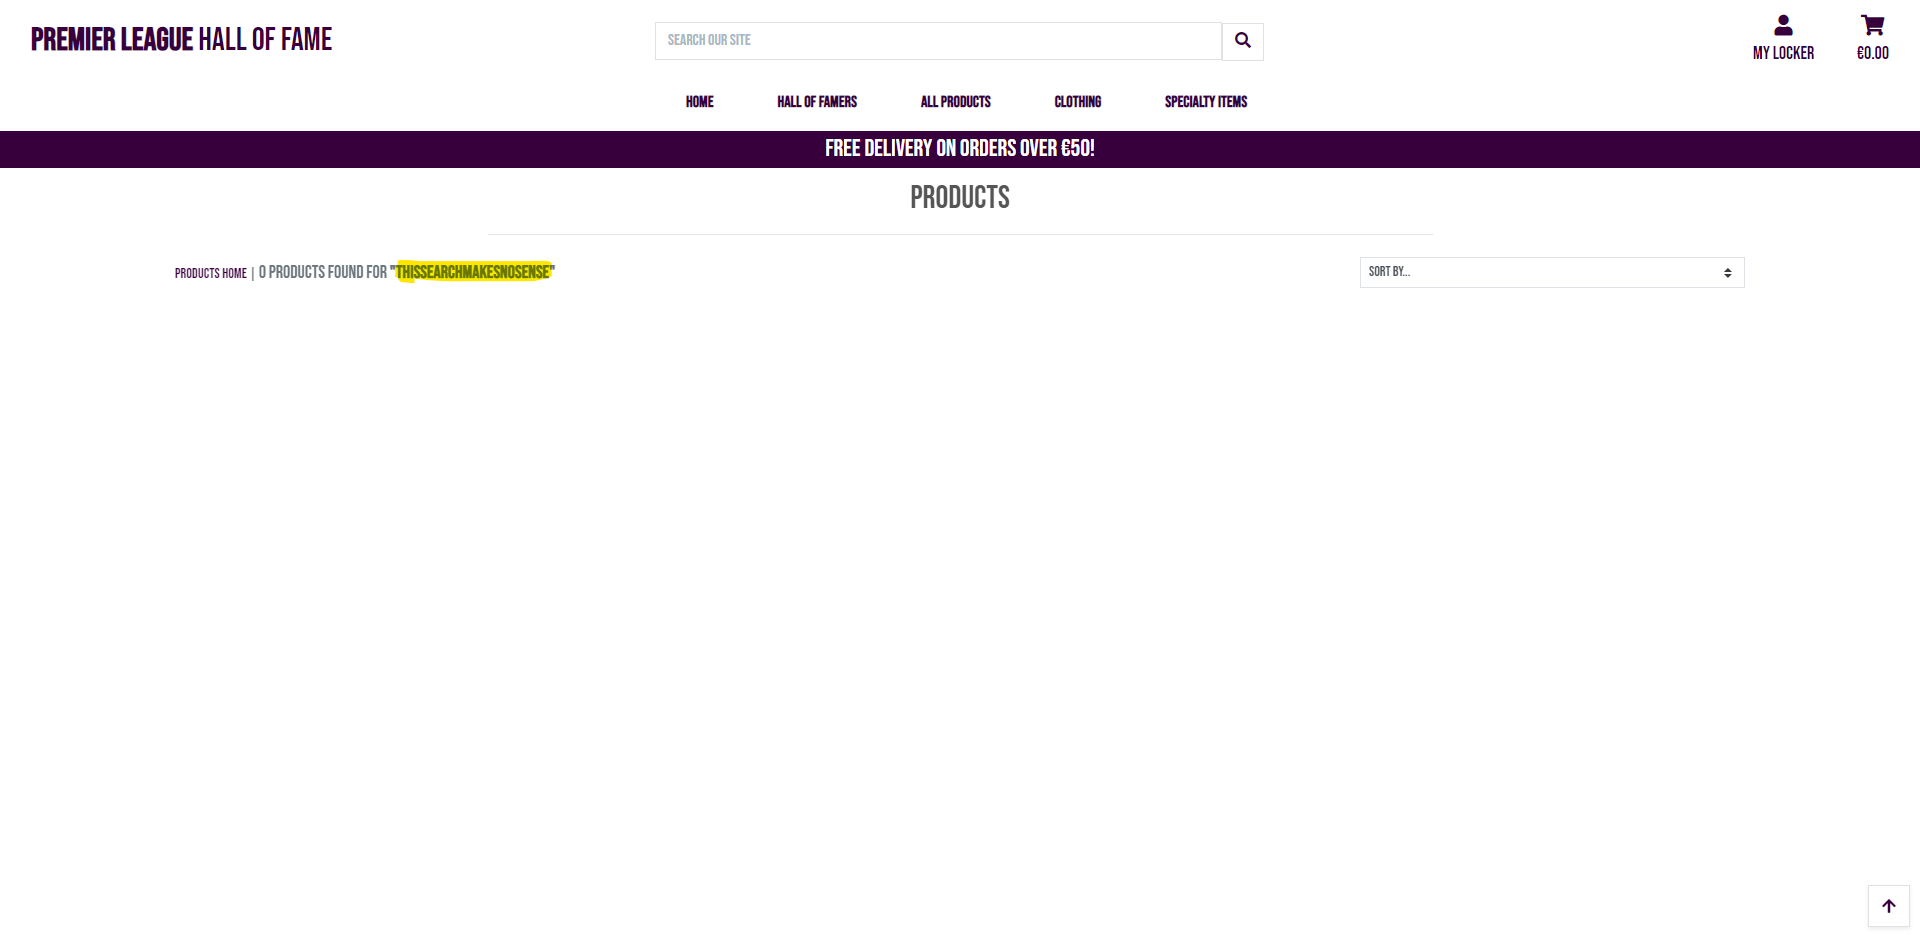 PREMIER LEAGUE HALL OF FAME
SEARCH OUR SITE
MY LOCKER
€0.00
HOME
HALL OF FAMERS
ALL PRODUCTS
CLOTHING
SPECIALTY ITEMS
FREE DELIVERY ON ORDERS OVER €50!
PRODUCTS
PRODUCTS HOME | 0 PRODUCTS FOUND FOR "THISSEARCHMAKESNOSENSE"
SORT BY...